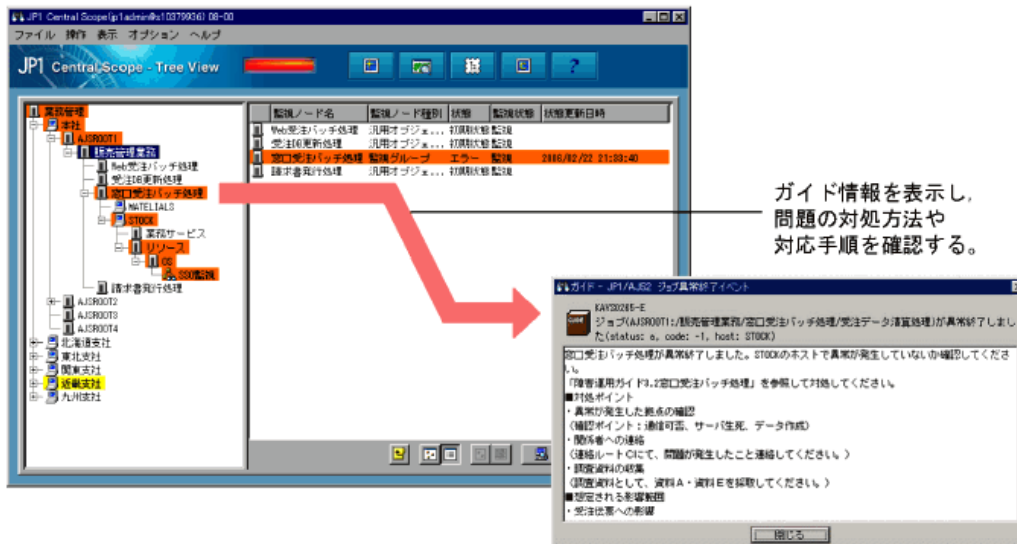 JP1 Central Scope(jp1admin@s10379936) 08-00
ファイル 操作 表示 オプション ヘルプ
JP1 Central Scope - Tree View
業務管理
本社
AJSROOT1
販売管理業務
Web受注バッチ処理
受注DB更新処理
窓口受注バッチ処理
MATELIALS
STOCK
業務サービス
リソース
OS
SSO監視
請求書発行処理
AJSROOT2
AJSROOT3
AJSROOT4
北海道支社
東北支社
関東支社
近畿支社
九州支社
監視ノード名 監視ノード種別 状態 監視状態 状態更新日時
Web受注バッチ処理 汎用オブジェ... 初期状態 監視
受注DB更新処理 汎用オブジェ... 初期状態 監視
窓口受注バッチ処理 監視グループ エラー 監視 2006/02/22 21:33:40
請求書発行処理 汎用オブジェ... 初期状態 監視
ガイド情報を表示し，
問題の対処方法や
対応手順を確認する。
ガイド - JP1/AJS2 ジョブ異常終了イベント
KAVS0265-E
ジョブ(AJSROOT1:/販売管理業務/窓口受注バッチ処理/受注データ清算処理)が異常終了しまし
た(status: a, code: -1, host: STOCK)
窓口受注バッチ処理が異常終了しました。STOCKのホストで異常が発生していないか確認してくださ
い。
「障害運用ガイド3.2窓口受注バッチ処理」を参照して対処してください。
■対処ポイント
・異常が発生した拠点の確認
（確認ポイント：通信可否、サーバ生死、データ作成）
・関係者への連絡
（連絡ルートCIにて、問題が発生したこと連絡してください。）
・調査資料の収集
（調査資料として、資料A・資料Eを採取してください。）
■想定される影響範囲
・受注伝票への影響
閉じる